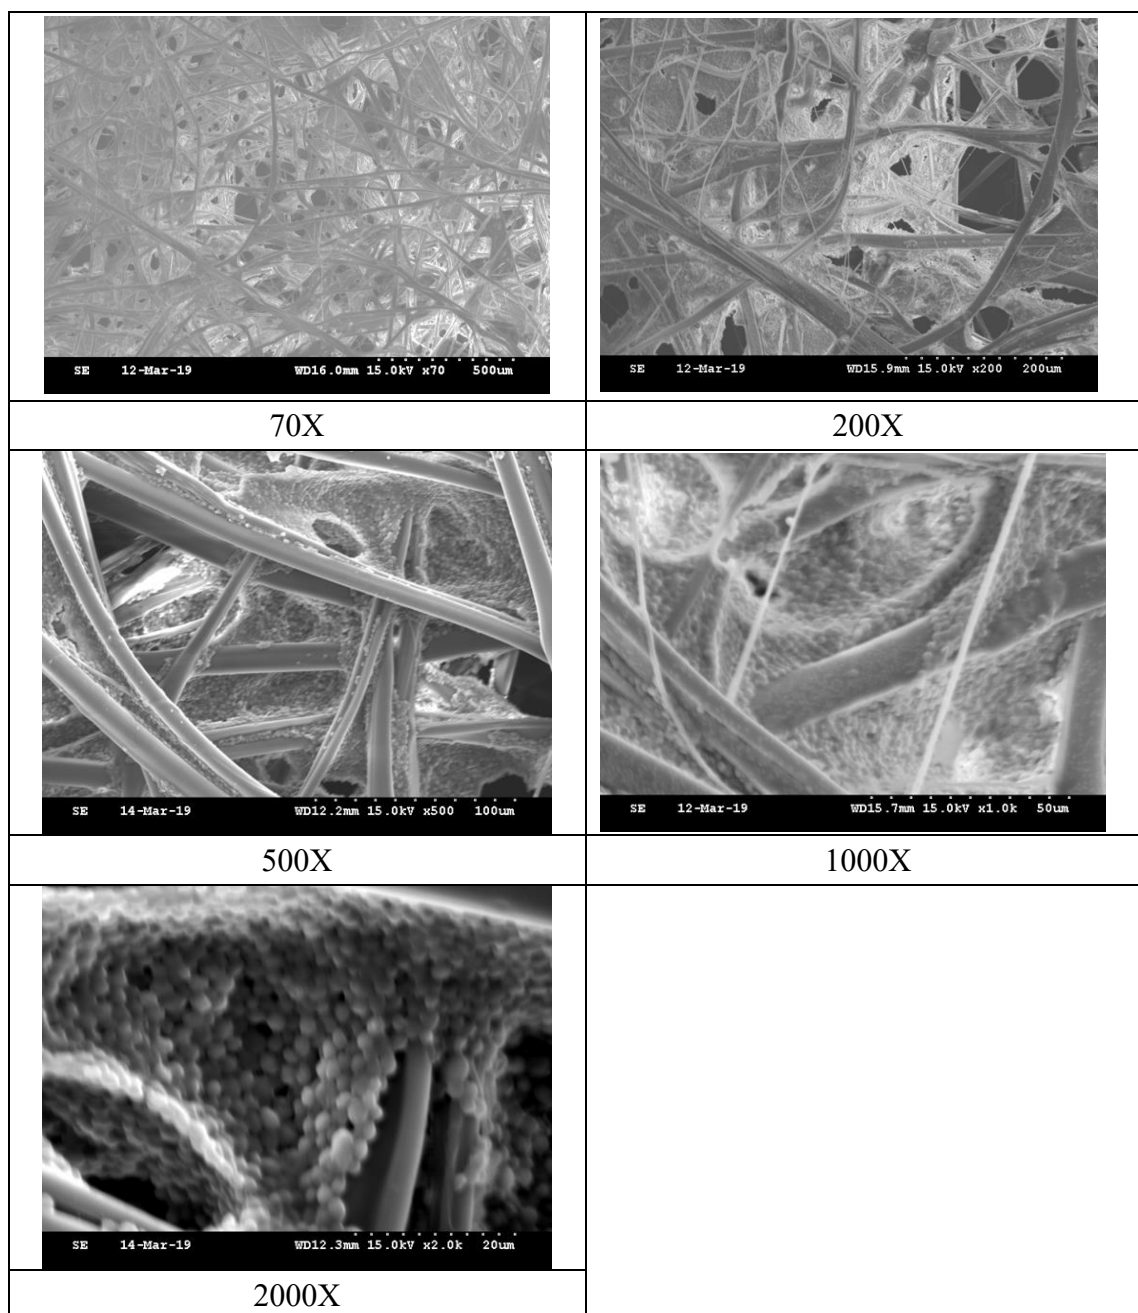 SE 12-Mar-19 WD16.0mm 15.0kV x70 500um
SE 12-Mar-19 WD15.9mm 15.0kV x200 200um
70X
200X
SE 14-Mar-19 WD12.2mm 15.0kV x500 100um
SE 12-Mar-19 WD15.7mm 15.0kV x1.0k 50um
500X
1000X
SE 14-Mar-19 WD12.3mm 15.0kV x2.0k 20um
2000X